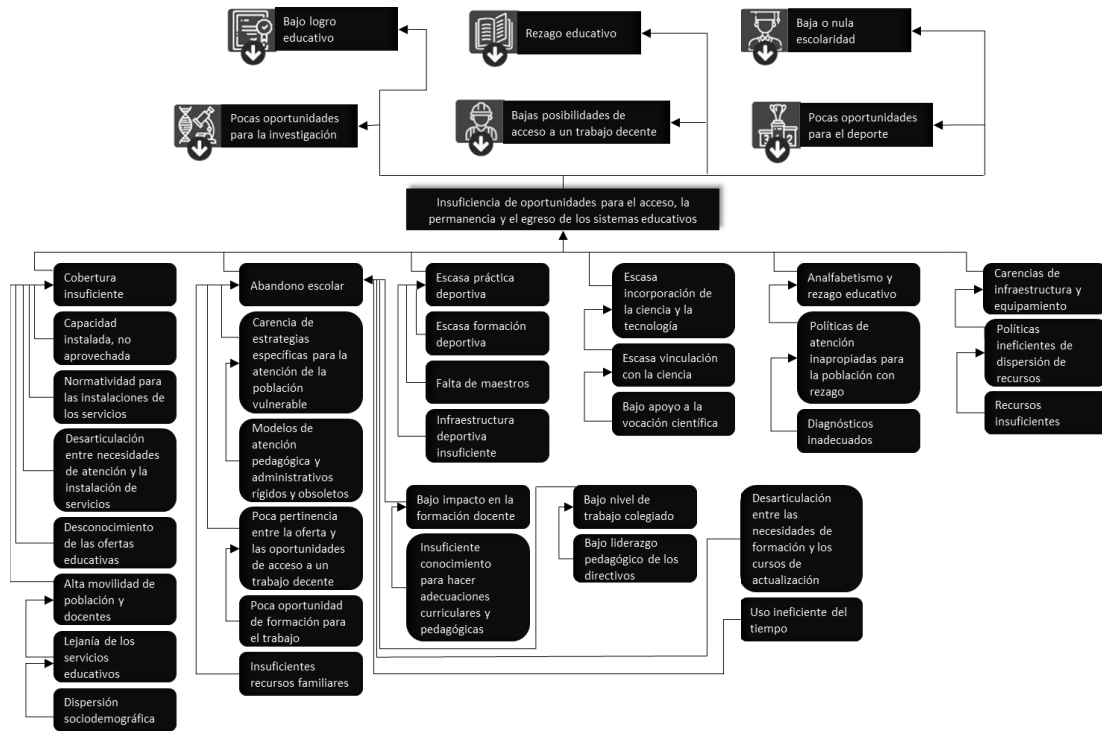 Bajo logro
educativo
Rezago educativo
Baja o nula
escolaridad
Pocas oportunidades
para la investigación
Bajas posibilidades de
acceso a un trabajo decente
Pocas oportunidades
para el deporte
Insuficiencia de oportunidades para el acceso, la
permanencia y el egreso de los sistemas educativos
Cobertura
insuficiente
Capacidad
instalada, no
aprovechada
Normatividad para
las instalaciones de
los servicios
Desarticulación
entre necesidades
de atención y la
instalación de
servicios
Desconocimiento
de las ofertas
educativas
Alta movilidad de
población y
docentes
Lejanía de los
servicios
educativos
Dispersión
sociodemográfica
Abandono escolar
Carencia de
estrategias
específicas para la
atención de la
población
vulnerable
Modelos de
atención
pedagógica y
administrativos
rígidos y obsoletos
Poca pertinencia
entre la oferta y
las oportunidades
de acceso a un
trabajo decente
Poca oportunidad
de formación para
el trabajo
Insuficientes
recursos familiares
Escasa práctica
deportiva
Escasa formación
deportiva
Falta de maestros
Infraestructura
deportiva
insuficiente
Bajo impacto en la
formación docente
Insuficiente
conocimiento
para hacer
adecuaciones
curriculares y
pedagógicas
Escasa
incorporación de
la ciencia y la
tecnología
Escasa vinculación
con la ciencia
Bajo apoyo a la
vocación científica
Bajo nivel de
trabajo colegiado
Bajo liderazgo
pedagógico de los
directivos
Analfabetismo y
rezago educativo
Políticas de
atención
inapropiadas para
la población con
rezago
Diagnósticos
inadecuados
Desarticulación
entre las
necesidades de
formación y los
cursos de
actualización
Uso ineficiente del
tiempo
Carencias de
infraestructura y
equipamiento
Políticas
ineficientes de
dispersión de
recursos
Recursos
insuficientes